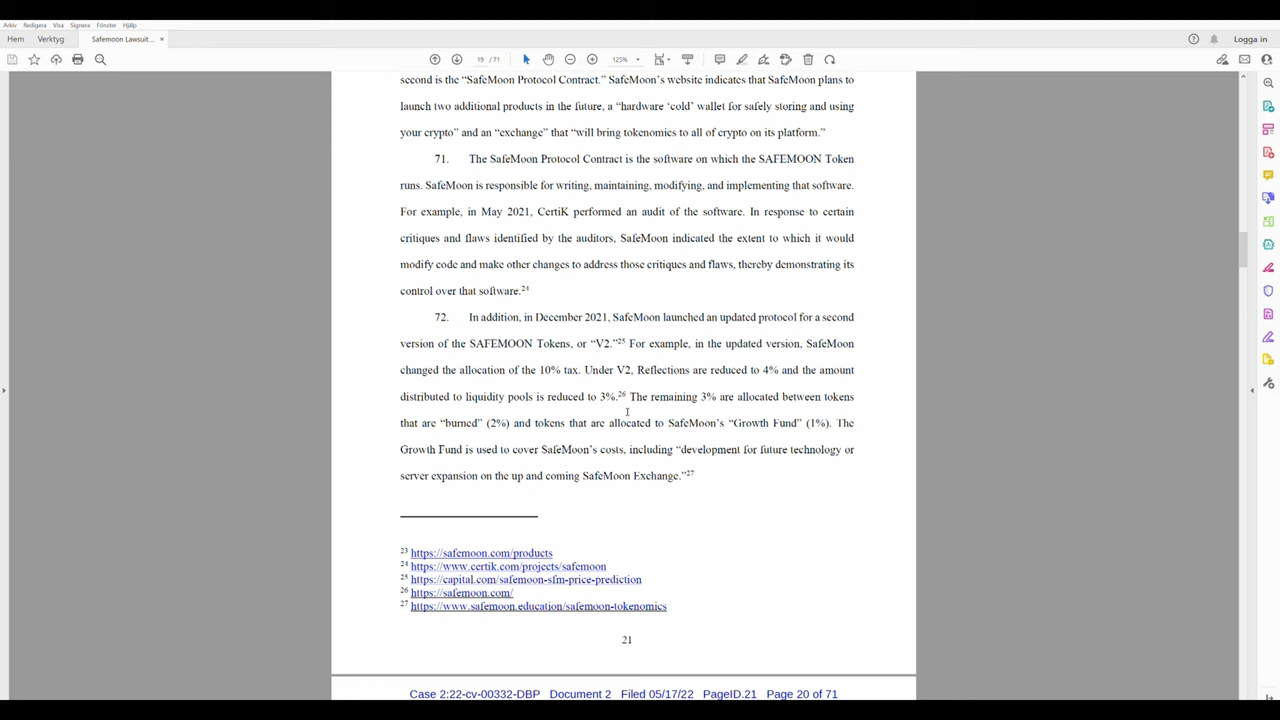 Arkiv Redigera Visa Signera Fönster Hjälp
Hem Verktyg Safemoon Lawsuit... × Logga in
19 / 71 125%
second is the “SafeMoon Protocol Contract.” SafeMoon’s website indicates that SafeMoon plans to
launch two additional products in the future, a “hardware ‘cold’ wallet for safely storing and using
your crypto” and an “exchange” that “will bring tokenomics to all of crypto on its platform.”
71. The SafeMoon Protocol Contract is the software on which the SAFEMOON Token
runs. SafeMoon is responsible for writing, maintaining, modifying, and implementing that software.
For example, in May 2021, CertiK performed an audit of the software. In response to certain
critiques and flaws identified by the auditors, SafeMoon indicated the extent to which it would
modify code and make other changes to address those critiques and flaws, thereby demonstrating its
control over that software.24
72. In addition, in December 2021, SafeMoon launched an updated protocol for a second
version of the SAFEMOON Tokens, or “V2.”25 For example, in the updated version, SafeMoon
changed the allocation of the 10% tax. Under V2, Reflections are reduced to 4% and the amount
distributed to liquidity pools is reduced to 3%.26 The remaining 3% are allocated between tokens
that are “burned” (2%) and tokens that are allocated to SafeMoon’s “Growth Fund” (1%). The
Growth Fund is used to cover SafeMoon’s costs, including “development for future technology or
server expansion on the up and coming SafeMoon Exchange.”27
23 https://safemoon.com/products
24 https://www.certik.com/projects/safemoon
25 https://capital.com/safemoon-sfm-price-prediction
26 https://safemoon.com/
27 https://www.safemoon.education/safemoon-tokenomics
21
Case 2:22-cv-00332-DBP Document 2 Filed 05/17/22 PageID.21 Page 20 of 71